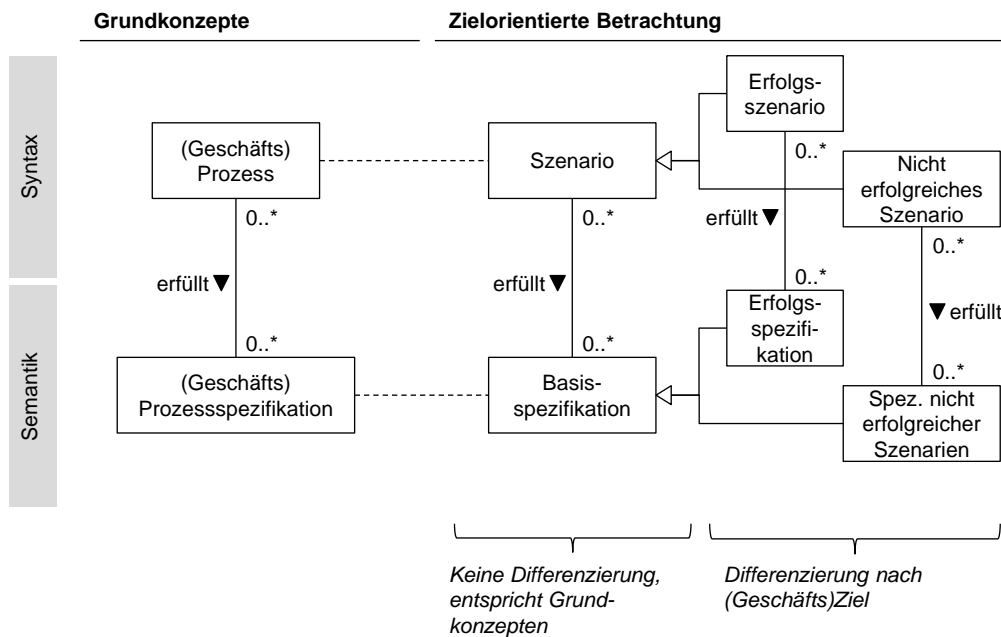 Grundkonzepte
Zielorientierte Betrachtung
Syntax
Semantik
(Geschäfts)
Prozess
0..*
erfüllt ▼
0..*
(Geschäfts)
Prozessspezifikation
Szenario
0..*
erfüllt ▼
0..*
Basis-
spezifikation
Erfolgs-
szenario
0..*
erfüllt ▼
0..*
Erfolgs-
spezifi-
kation
Nicht
erfolgreiches
Szenario
0..*
▼ erfüllt
0..*
Spez. nicht
erfolgreicher
Szenarien
Keine Differenzierung,
entspricht Grund-
konzepten
Differenzierung nach
(Geschäfts)Ziel